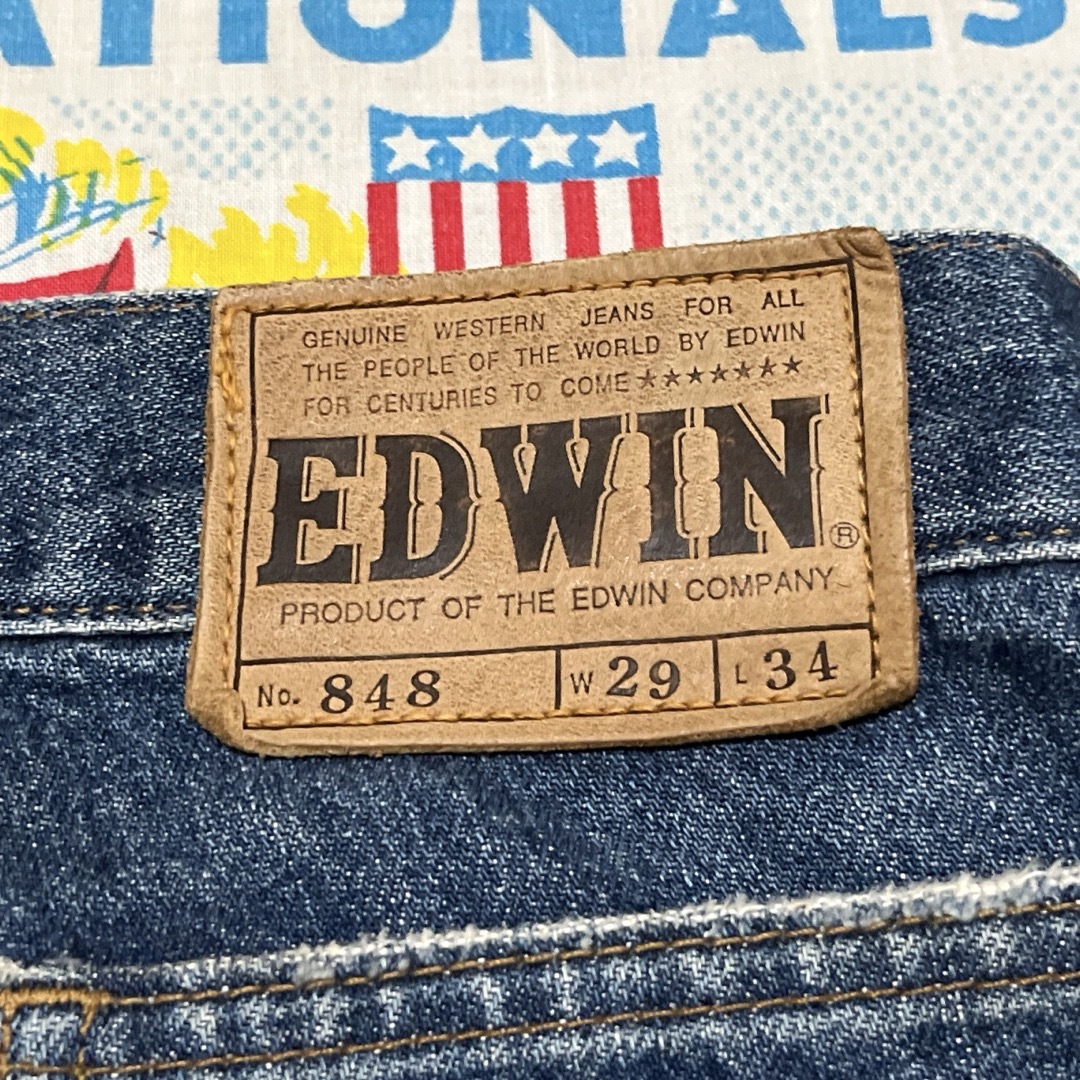 ATIONALS
GENUINE WESTERN JEANS FOR ALL
THE PEOPLE OF THE WORLD BY EDWIN
FOR CENTURIES TO COME★★★★★★★
EDWIN®
PRODUCT OF THE EDWIN COMPANY
No. 848 W 29 L 34